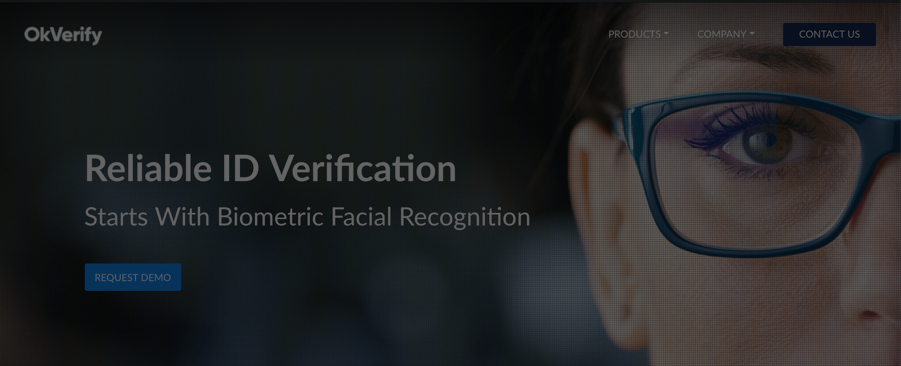 OkVerify
PRODUCTS
COMPANY
CONTACT US
Reliable ID Verification
Starts With Biometric Facial Recognition
REQUEST DEMO